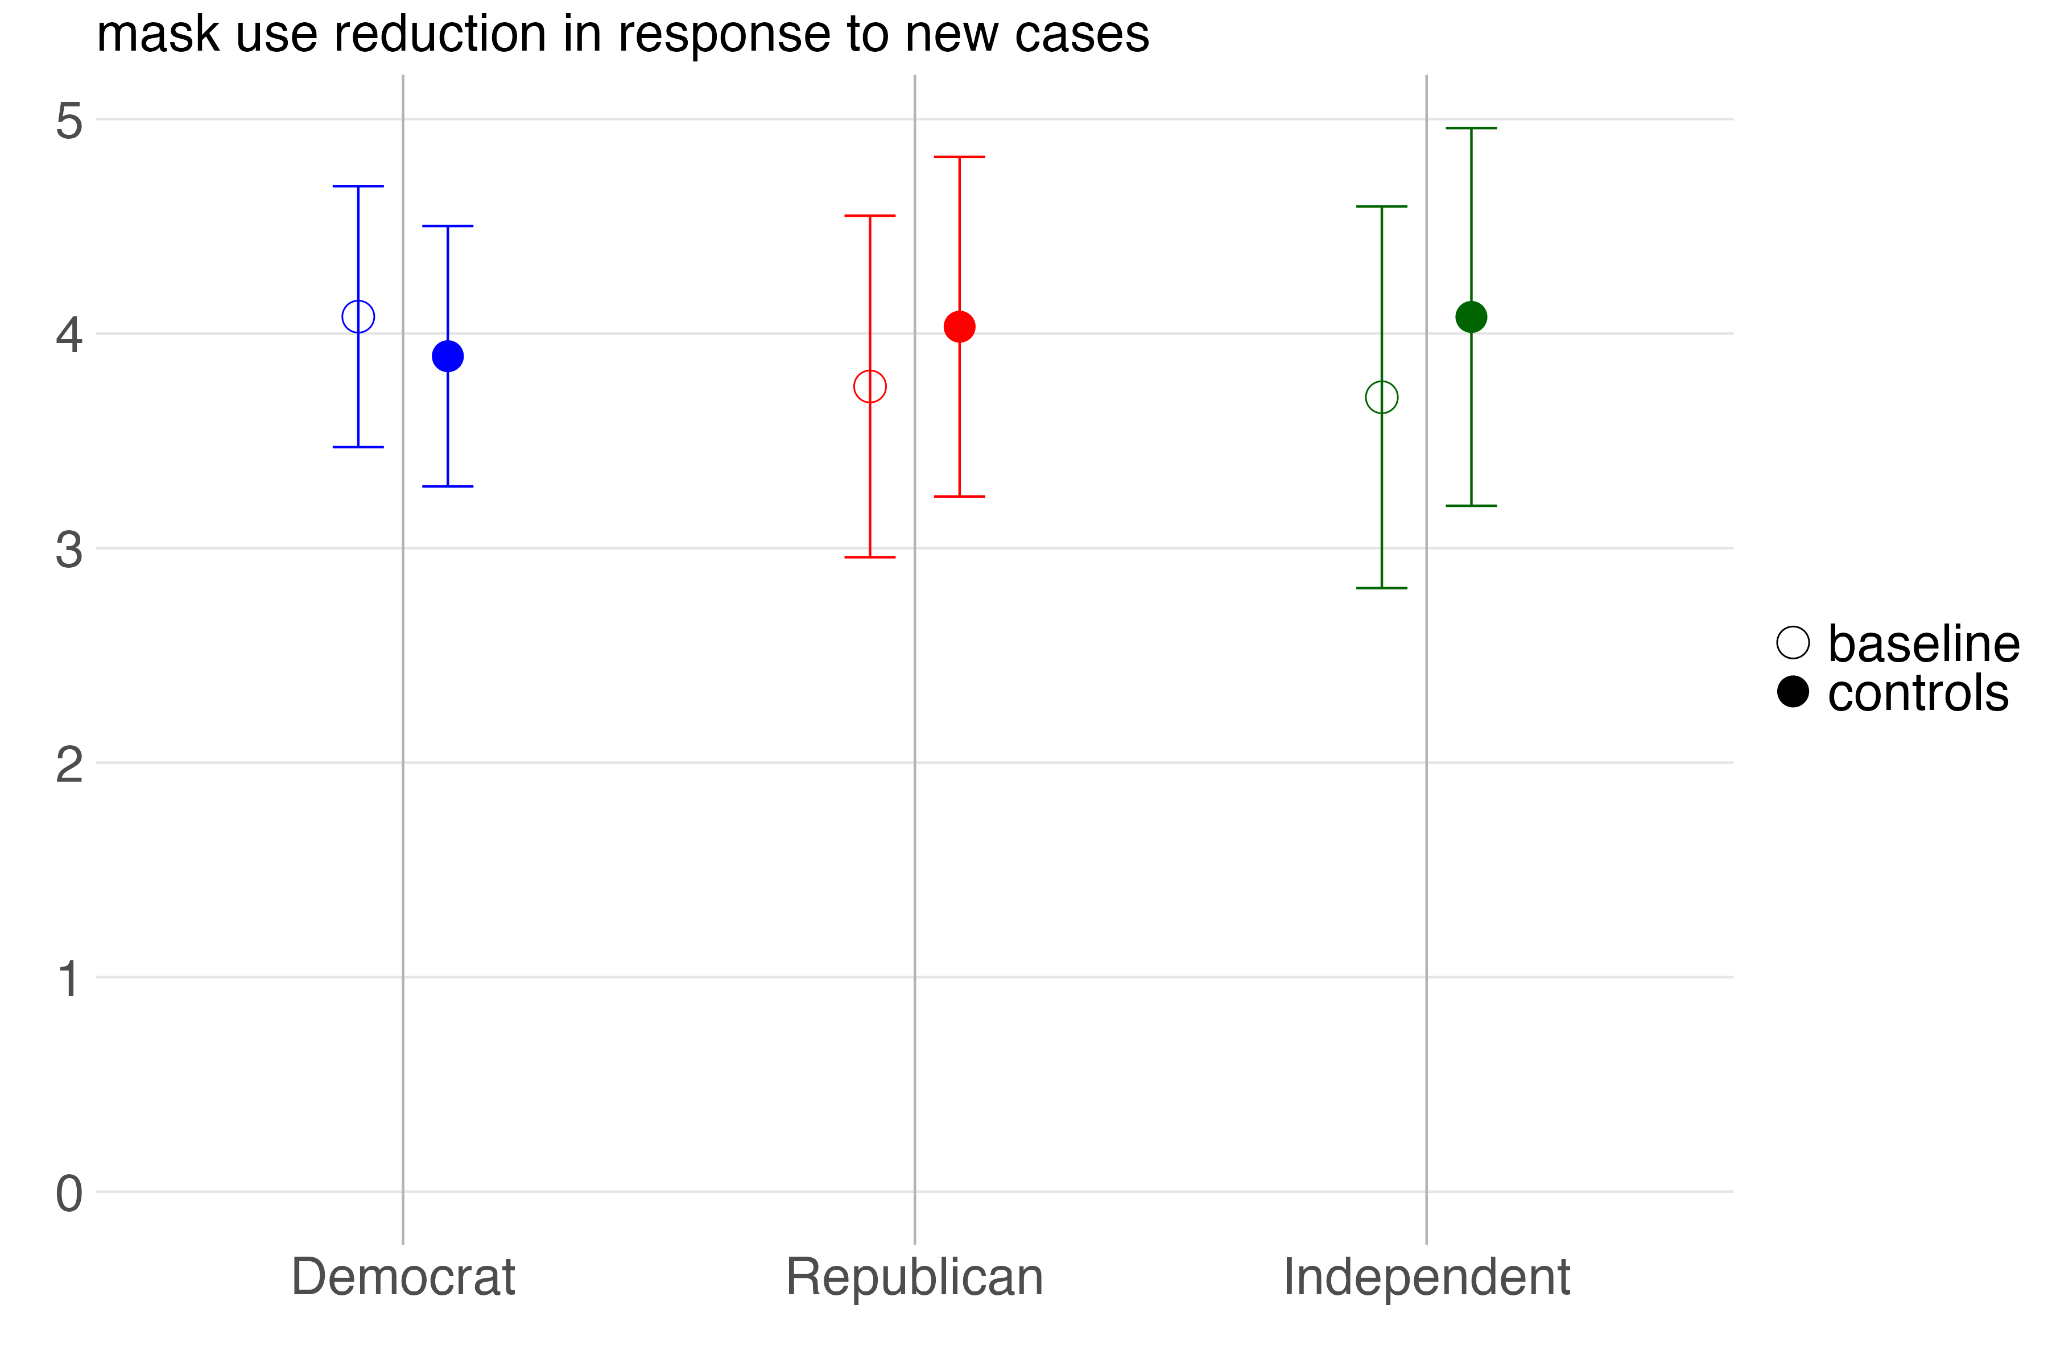 mask use reduction in response to new cases
5
4
3
2
1
0
Democrat Republican Independent
baseline
controls